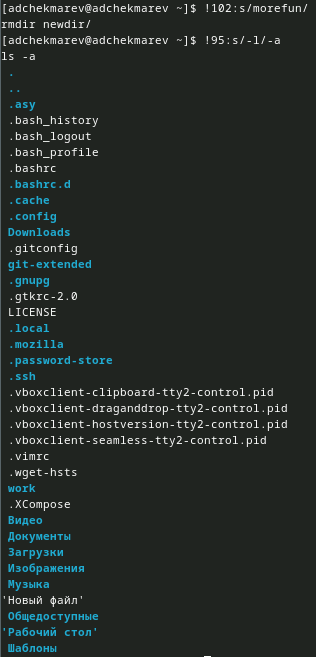 [adchekmarev@adchekmarev ~]$ !102:s/morefun/
rmdir newdir/
[adchekmarev@adchekmarev ~]$ !95:s/-l/-a
ls -a
.
..
.asy
.bash_history
.bash_logout
.bash_profile
.bashrc
.bashrc.d
.cache
.config
Downloads
.gitconfig
git-extended
.gnupg
.gtkrc-2.0
LICENSE
.local
.mozilla
.password-store
.ssh
.vboxclient-clipboard-tty2-control.pid
.vboxclient-draganddrop-tty2-control.pid
.vboxclient-hostversion-tty2-control.pid
.vboxclient-seamless-tty2-control.pid
.vimrc
.wget-hsts
work
.XCompose
Видео
Документы
Загрузки
Изображения
Музыка
'Новый файл'
Общедоступные
'Рабочий стол'
Шаблоны